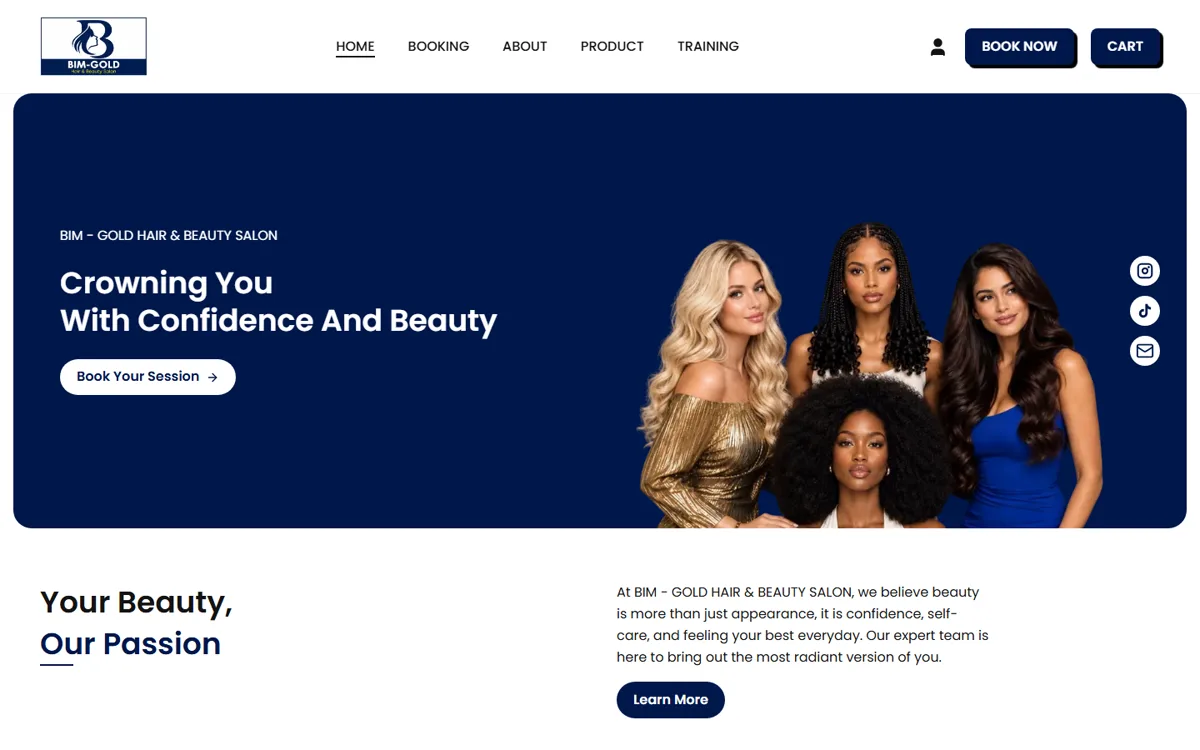 B
BIM-GOLD
Hair & Beauty Salon
HOME
BOOKING
ABOUT
PRODUCT
TRAINING
BOOK NOW
CART
BIM - GOLD HAIR & BEAUTY SALON
Crowning You
With Confidence And Beauty
Book Your Session →
Your Beauty,
Our Passion
At BIM - GOLD HAIR & BEAUTY SALON, we believe beauty
is more than just appearance, it is confidence, self-
care, and feeling your best everyday. Our expert team is
here to bring out the most radiant version of you.
Learn More